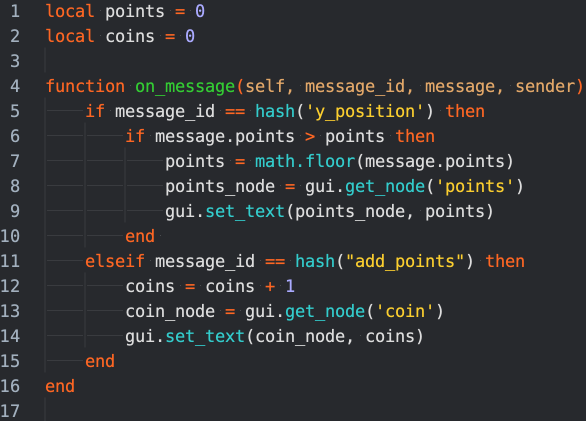 1 local points = 0
2 local coins = 0
3
4 function on_message(self, message_id, message, sender)
5     if message_id == hash('y_position') then
6         if message.points > points then
7             points = math.floor(message.points)
8             points_node = gui.get_node('points')
9             gui.set_text(points_node, points)
10         end
11     elseif message_id == hash("add_points") then
12         coins = coins + 1
13         coin_node = gui.get_node('coin')
14         gui.set_text(coin_node, coins)
15     end
16 end
17